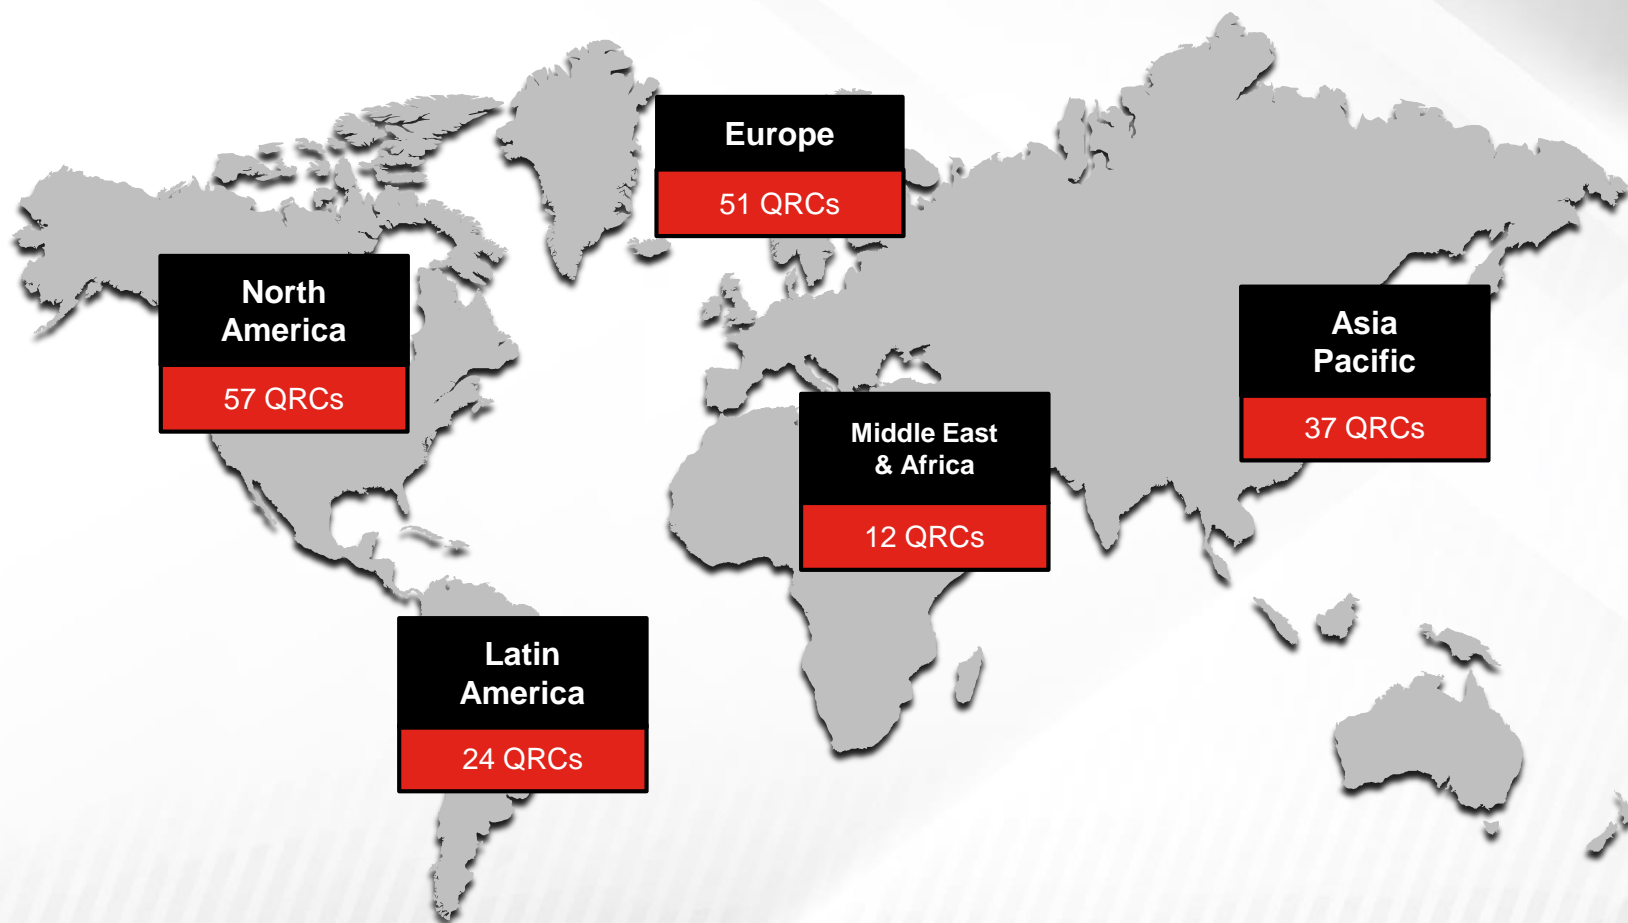 Europe
51 QRCs
North
America
57 QRCs
Asia
Pacific
37 QRCs
Middle East
& Africa
12 QRCs
Latin
America
24 QRCs